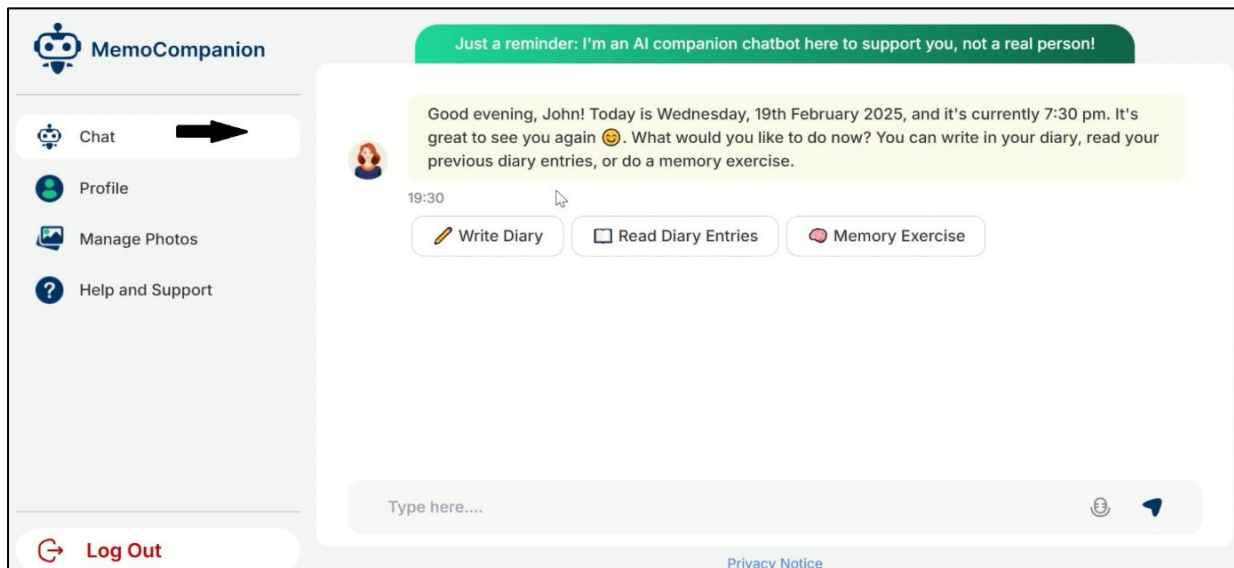 MemoCompanion
Just a reminder: I'm an AI companion chatbot here to support you, not a real person!
Chat
Profile
Manage Photos
Help and Support
Log Out
Good evening, John! Today is Wednesday, 19th February 2025, and it's currently 7:30 pm. It's
great to see you again 😊. What would you like to do now? You can write in your diary, read your
previous diary entries, or do a memory exercise.
19:30
Write Diary
Read Diary Entries
Memory Exercise
Type here....
Privacy Notice